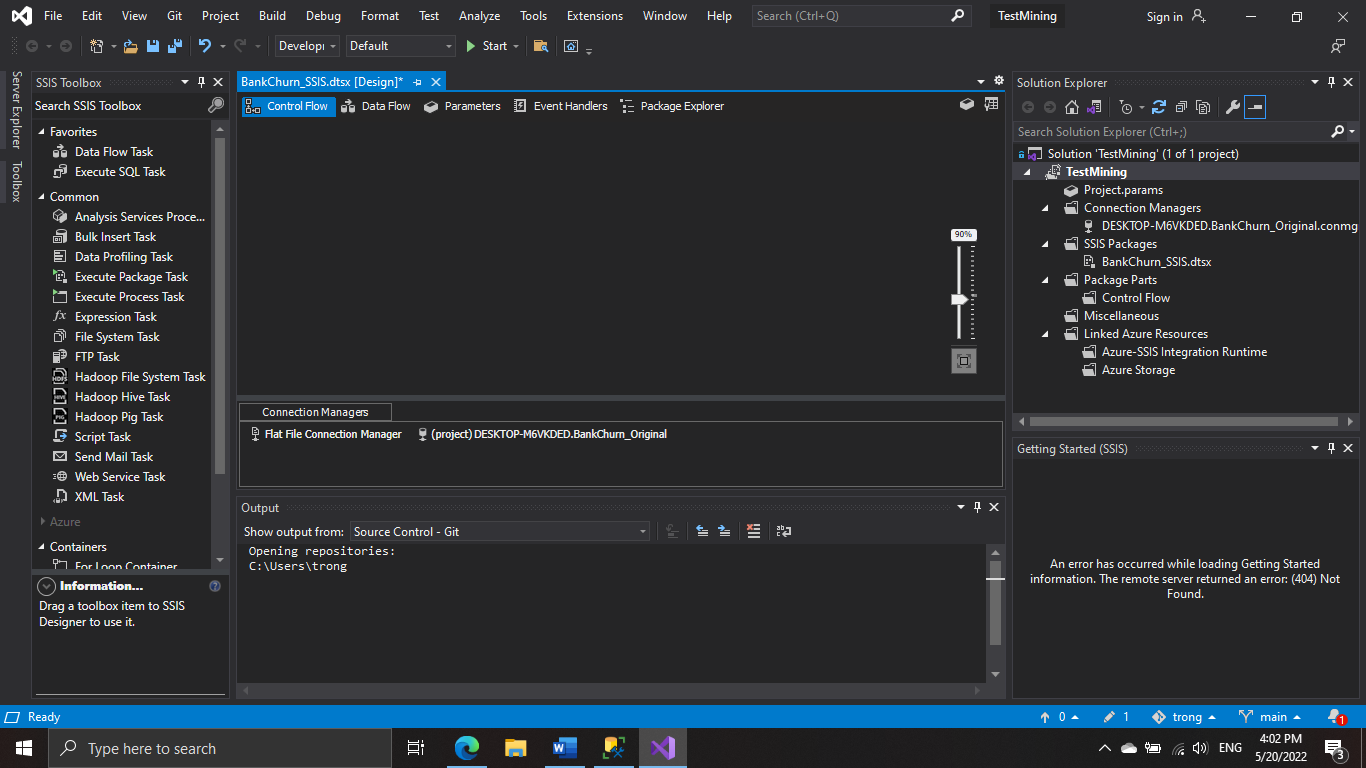 File Edit View Git Project Build Debug Format Test Analyze Tools Extensions Window Help Search (Ctrl+Q) TestMining Sign in
Develop Default Start
Server Explorer
Toolbox
SSIS Toolbox
Search SSIS Toolbox
Favorites
Data Flow Task
Execute SQL Task
Common
Analysis Services Proce...
Bulk Insert Task
Data Profiling Task
Execute Package Task
Execute Process Task
Expression Task
File System Task
FTP Task
Hadoop File System Task
Hadoop Hive Task
Hadoop Pig Task
Script Task
Send Mail Task
Web Service Task
XML Task
Azure
Containers
For Loop Container
Information...
Drag a toolbox item to SSIS
Designer to use it.
BankChurn_SSIS.dtsx [Design]*
Control Flow Data Flow Parameters Event Handlers Package Explorer
90%
Connection Managers
Flat File Connection Manager (project) DESKTOP-M6VKDED.BankChurn_Original
Output
Show output from: Source Control - Git
Opening repositories:
C:\Users\trong
Solution Explorer
Search Solution Explorer (Ctrl+;)
Solution 'TestMining' (1 of 1 project)
TestMining
Project.params
Connection Managers
DESKTOP-M6VKDED.BankChurn_Original.conmg
SSIS Packages
BankChurn_SSIS.dtsx
Package Parts
Control Flow
Miscellaneous
Linked Azure Resources
Azure-SSIS Integration Runtime
Azure Storage
Getting Started (SSIS)
An error has occurred while loading Getting Started
information. The remote server returned an error: (404) Not
Found.
Ready 0 1 trong main 1
Type here to search ENG 4:02 PM
5/20/2022 3